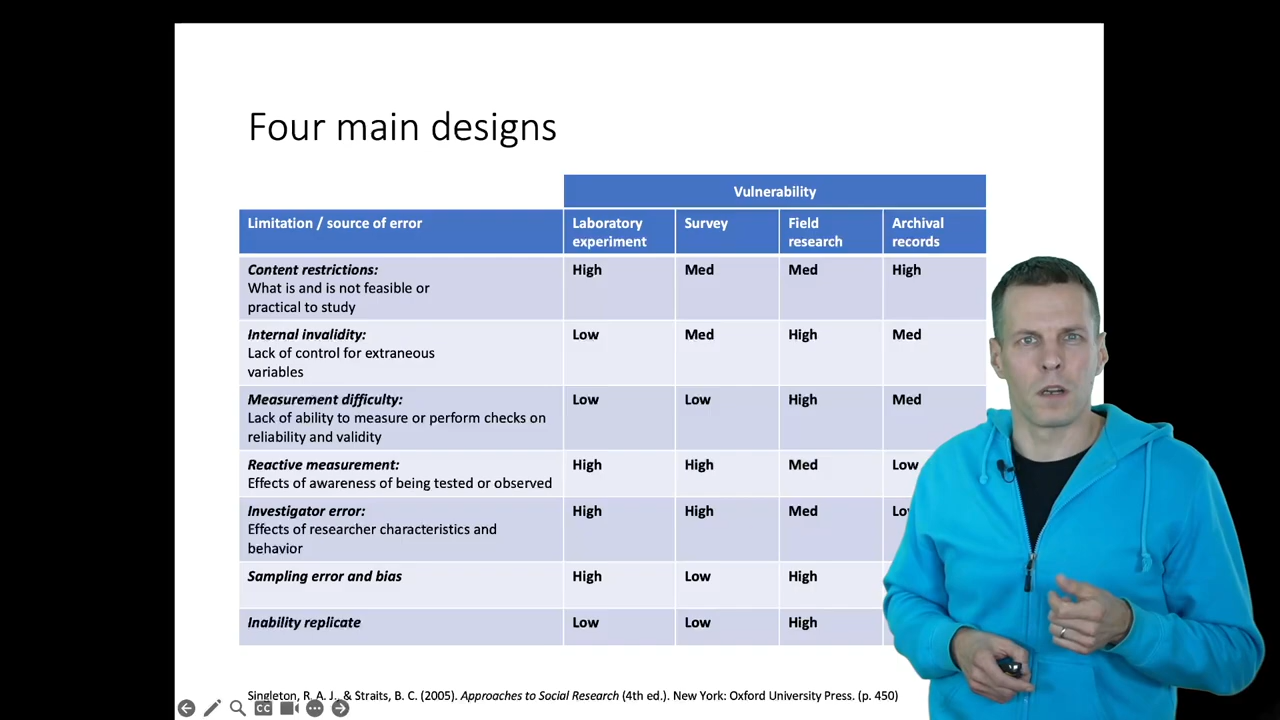 Four main designs
Vulnerability
Limitation / source of error
Laboratory experiment
Survey
Field research
Archival records
Content restrictions:
What is and is not feasible or
practical to study
High
Med
Med
High
Internal invalidity:
Lack of control for extraneous
variables
Low
Med
High
Med
Measurement difficulty:
Lack of ability to measure or perform checks on
reliability and validity
Low
Low
High
Med
Reactive measurement:
Effects of awareness of being tested or observed
High
High
Med
Low
Investigator error:
Effects of researcher characteristics and
behavior
High
High
Med
Sampling error and bias
High
Low
High
Inability replicate
Low
Low
High
Singleton, R. A. J., & Straits, B. C. (2005). Approaches to Social Research (4th ed.). New York: Oxford University Press. (p. 450)
CC